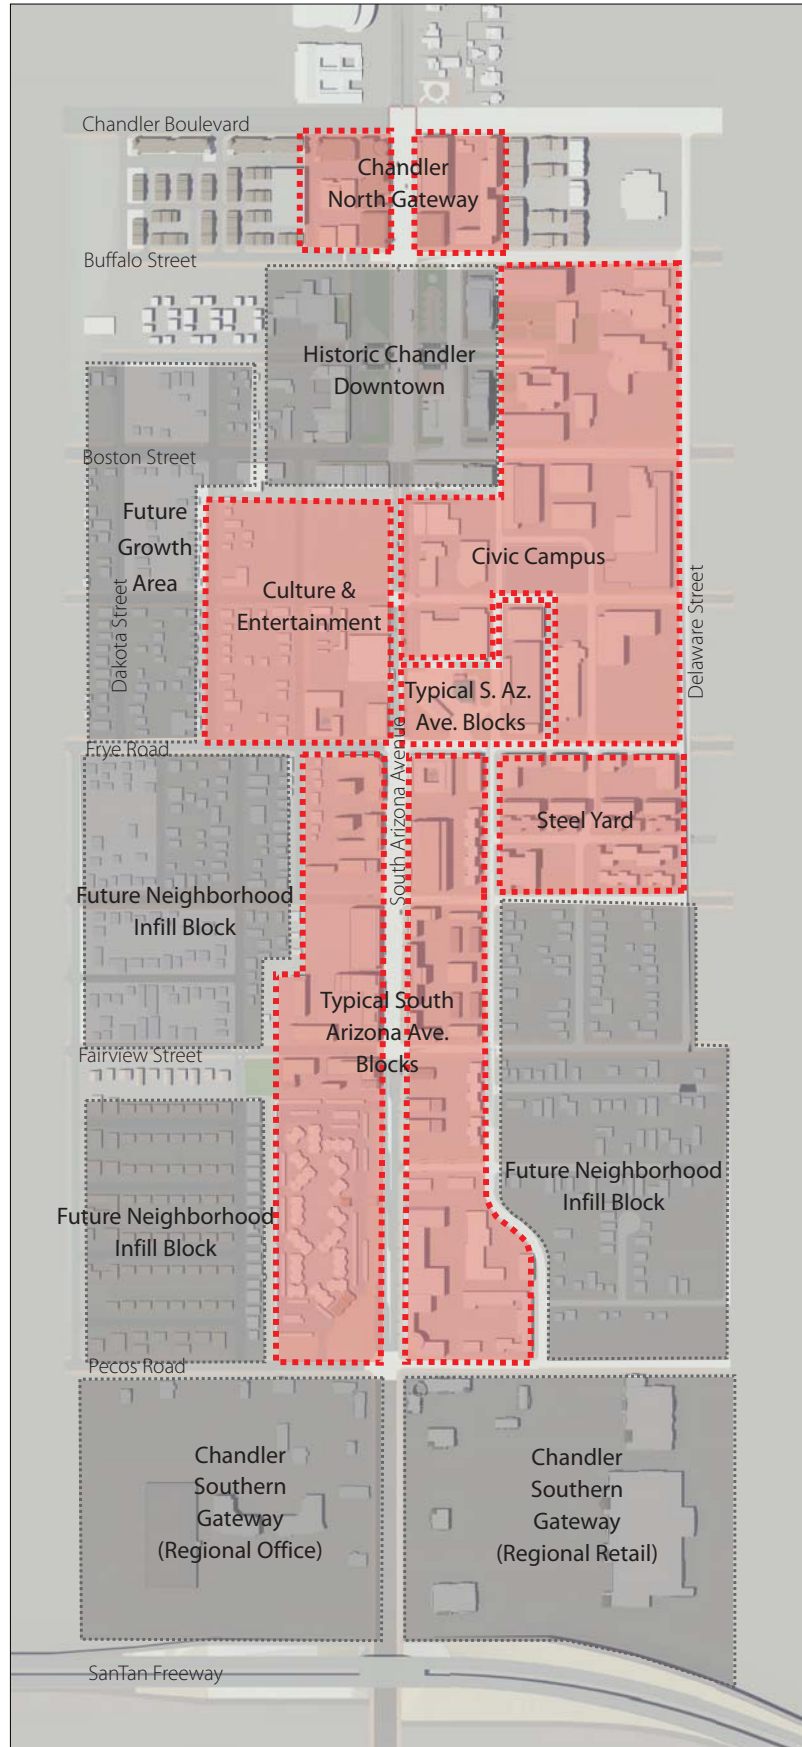 Chandler Boulevard
Chandler
North Gateway
Buffalo Street
Historic Chandler
Downtown
Boston Street
Future
Growth
Area
Dakota Street
Culture &
Entertainment
Civic Campus
Delaware Street
Typical S. Az.
Ave. Blocks
Frye Road
South Arizona Avenue
Steel Yard
Future Neighborhood
Infill Block
Typical South
Arizona Ave.
Blocks
Fairview Street
Future Neighborhood
Infill Block
Future Neighborhood
Infill Block
Pecos Road
Chandler
Southern
Gateway
(Regional Office)
Chandler
Southern
Gateway
(Regional Retail)
SanTan Freeway